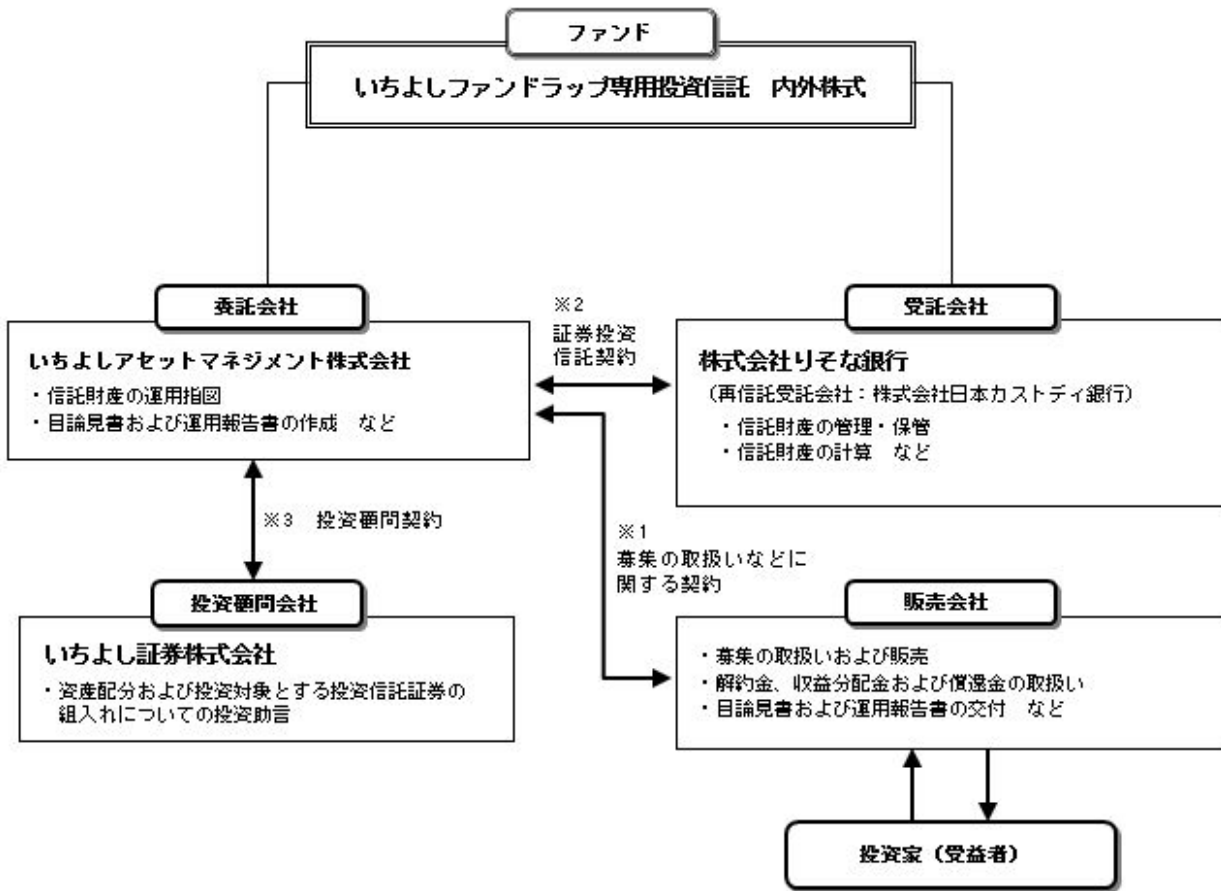 ファンド
いちよしファンドラップ専用投資信託　内外株式
委託会社
いちよしアセットマネジメント株式会社
・信託財産の運用指図
・目論見書および運用報告書の作成　など
※2
証券投資
信託契約
受託会社
株式会社りそな銀行
（再信託受託会社：株式会社日本カストディ銀行）
・信託財産の管理・保管
・信託財産の計算　など
※3　投資顧問契約
※1
募集の取扱いなどに
関する契約
投資顧問会社
いちよし証券株式会社
・資産配分および投資対象とする投資信託証券の
組入れについての投資助言
販売会社
・募集の取扱いおよび販売
・解約金、収益分配金および償還金の取扱い
・目論見書および運用報告書の交付　など
投資家（受益者）